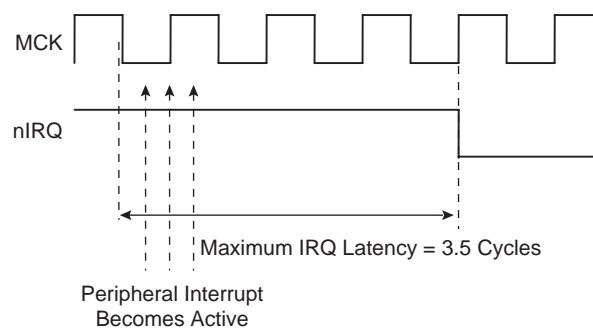 MCK
nIRQ
Maximum IRQ Latency = 3.5 Cycles
Peripheral Interrupt
Becomes Active